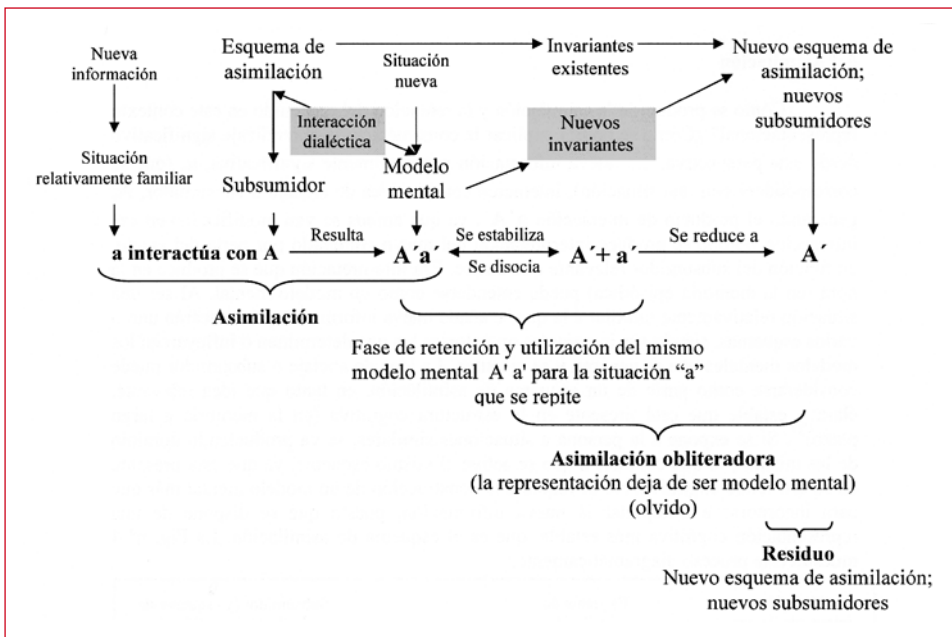 Nueva
información
Esquema de
asimilación
Situación
nueva
Invariantes
existentes
Nuevo esquema de
asimilación;
nuevos
subsumidores
Interacción
dialéctica
Nuevos
invariantes
Situación
relativamente familiar
Subsumidor
Modelo
mental
a interactúa con A
Resulta
A´a´
Se estabiliza
Se disocia
A´+ a´
Se reduce a
A´
Asimilación
Fase de retención y utilización del mismo
modelo mental A' a' para la situación “a”
que se repite
Asimilación obliteradora
(la representación deja de ser modelo mental)
(olvido)
Residuo
Nuevo esquema de asimilación;
nuevos subsumidores